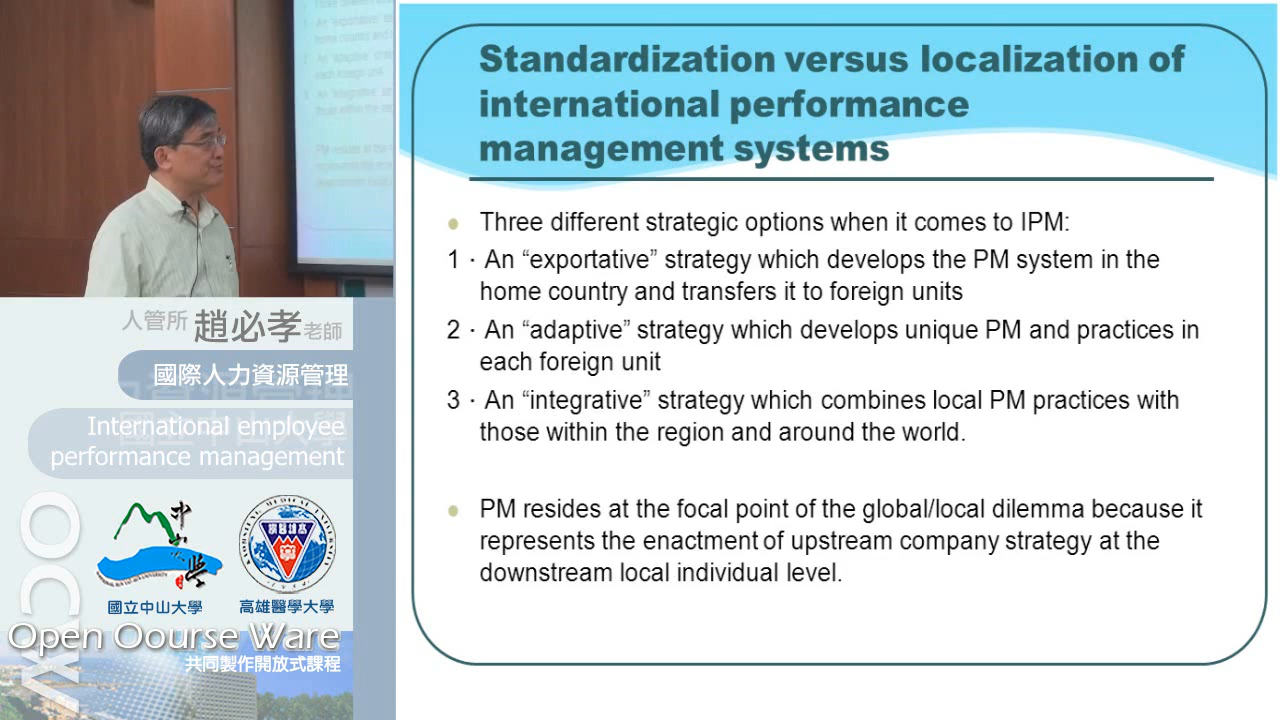 Standardization versus localization of
international performance
management systems
Three different strategic options when it comes to IPM:
1 · An “exportative” strategy which develops the PM system in the
home country and transfers it to foreign units
2 · An “adaptive” strategy which develops unique PM and practices in
each foreign unit
3 · An “integrative” strategy which combines local PM practices with
those within the region and around the world.
PM resides at the focal point of the global/local dilemma because it
represents the enactment of upstream company strategy at the
downstream local individual level.
人管所 趙必孝 老師
國際人力資源管理
International employee
performance management
中山大學
國立中山大學
高雄醫學大學
OCW
Open Oourse Ware
共同製作開放式課程